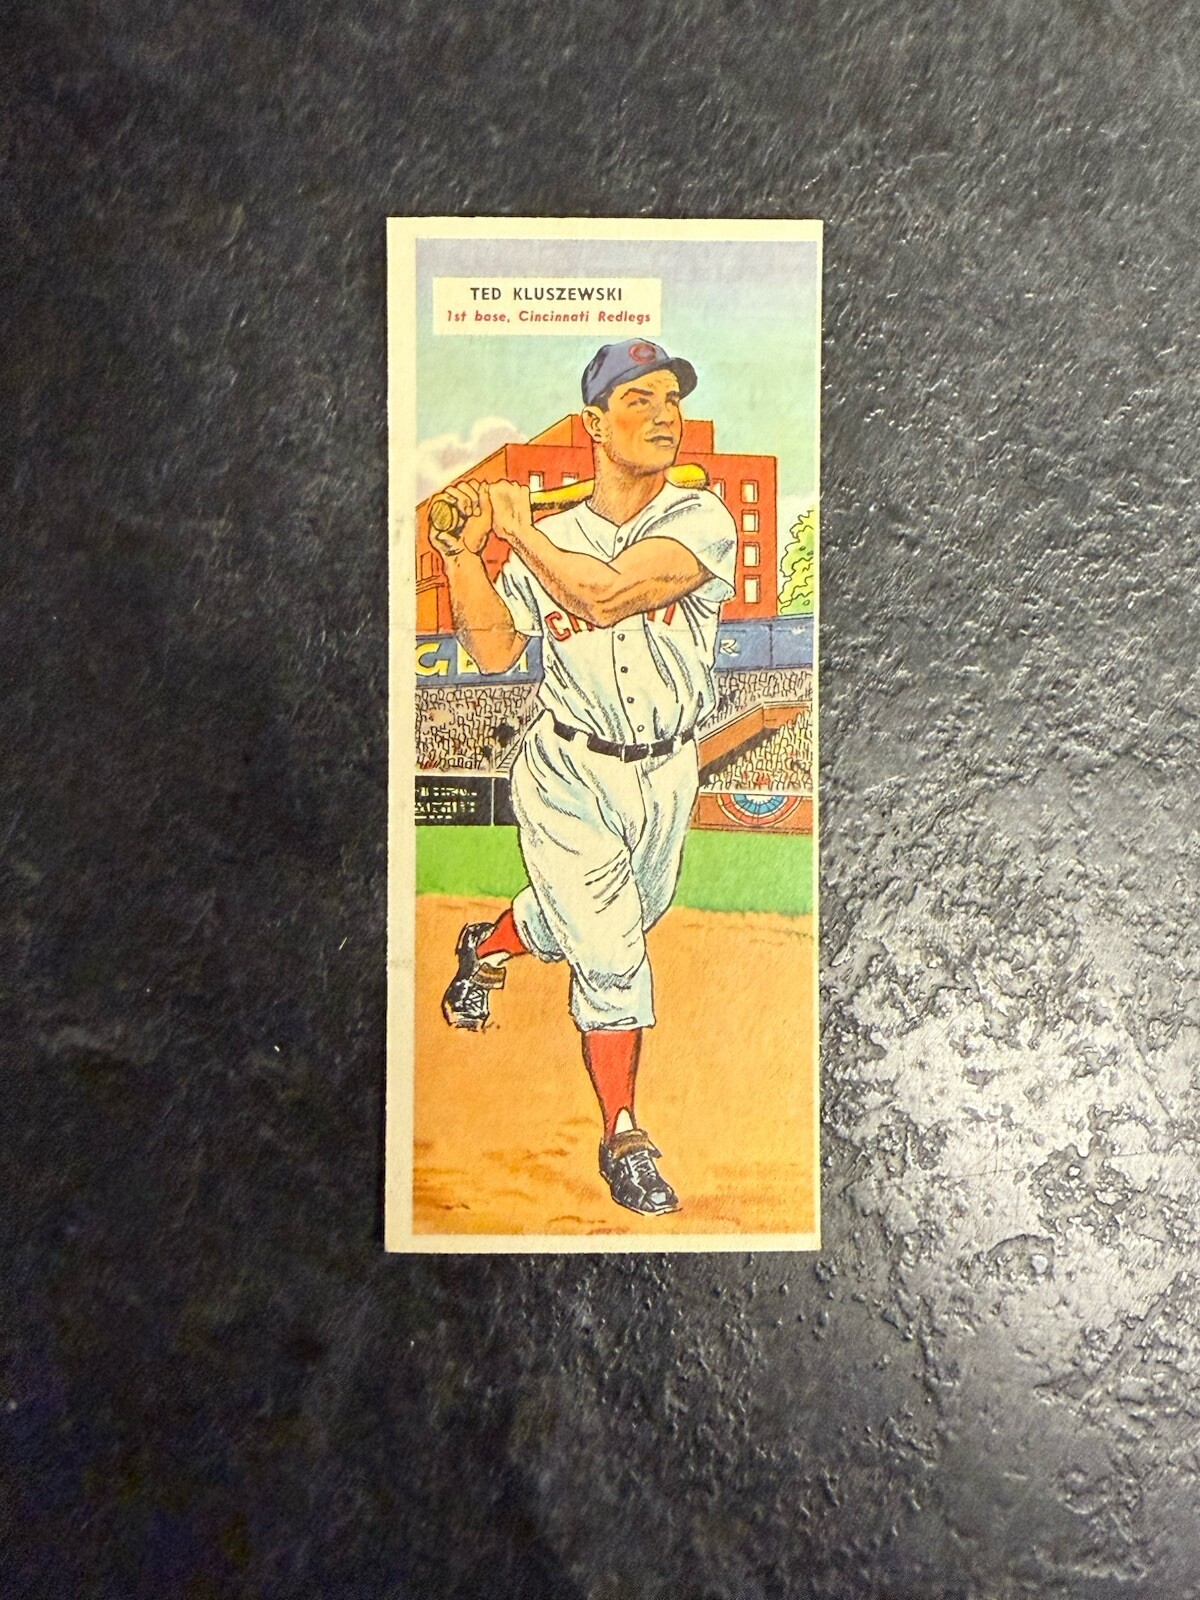 TED KLUSZEWSKI
1st base, Cincinnati Redlegs
C